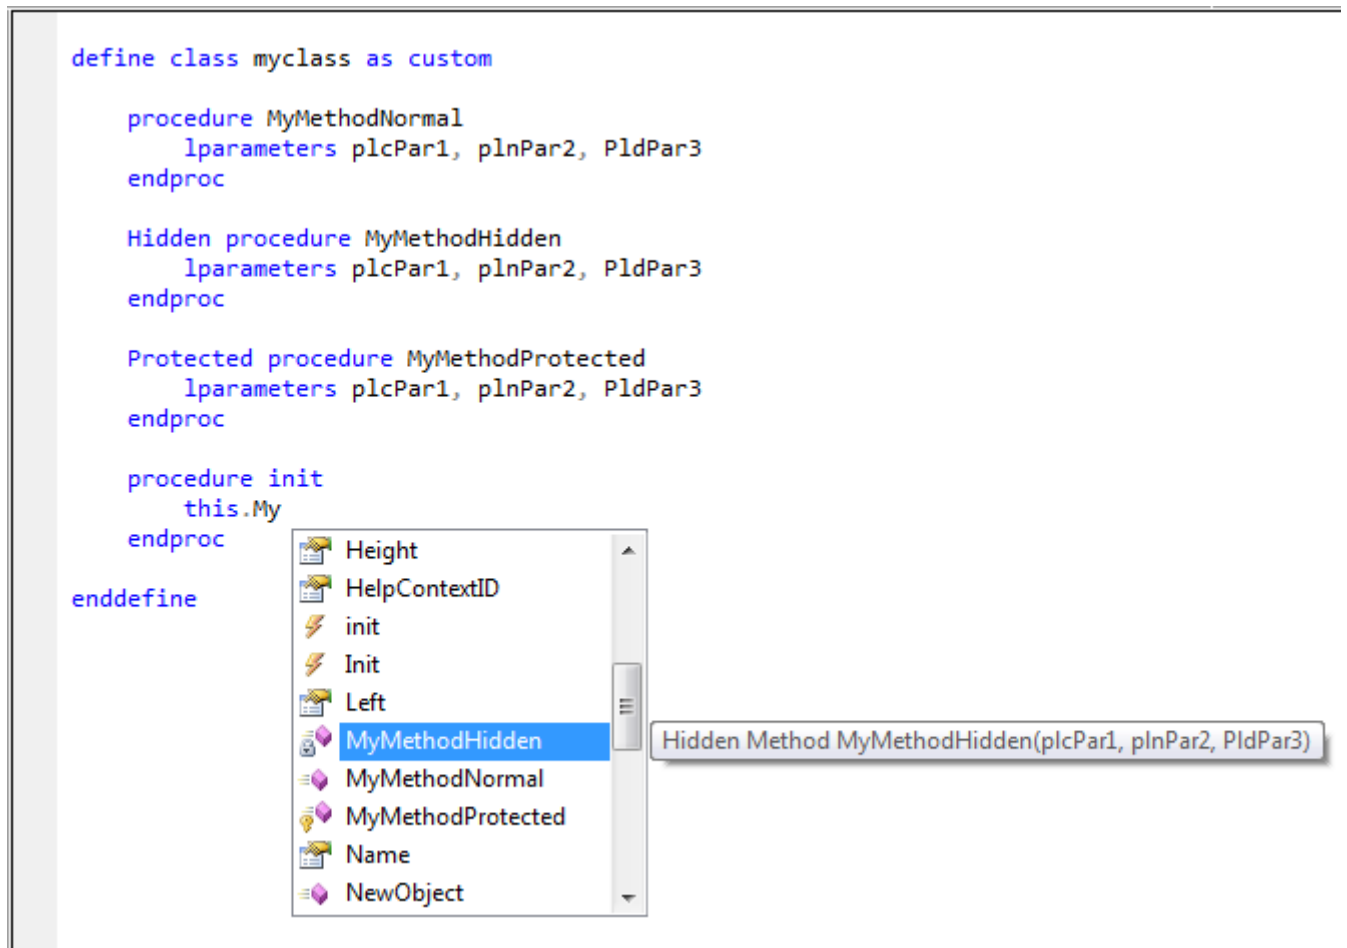 define class myclass as custom
procedure MyMethodNormal
lparameters plcPar1, plnPar2, PldPar3
endproc
Hidden procedure MyMethodHidden
lparameters plcPar1, plnPar2, PldPar3
endproc
Protected procedure MyMethodProtected
lparameters plcPar1, plnPar2, PldPar3
endproc
procedure init
this.My
endproc
enddefine
Height
HelpContextID
init
Init
Left
MyMethodHidden
Hidden Method MyMethodHidden(plcPar1, plnPar2, PldPar3)
MyMethodNormal
MyMethodProtected
Name
NewObject